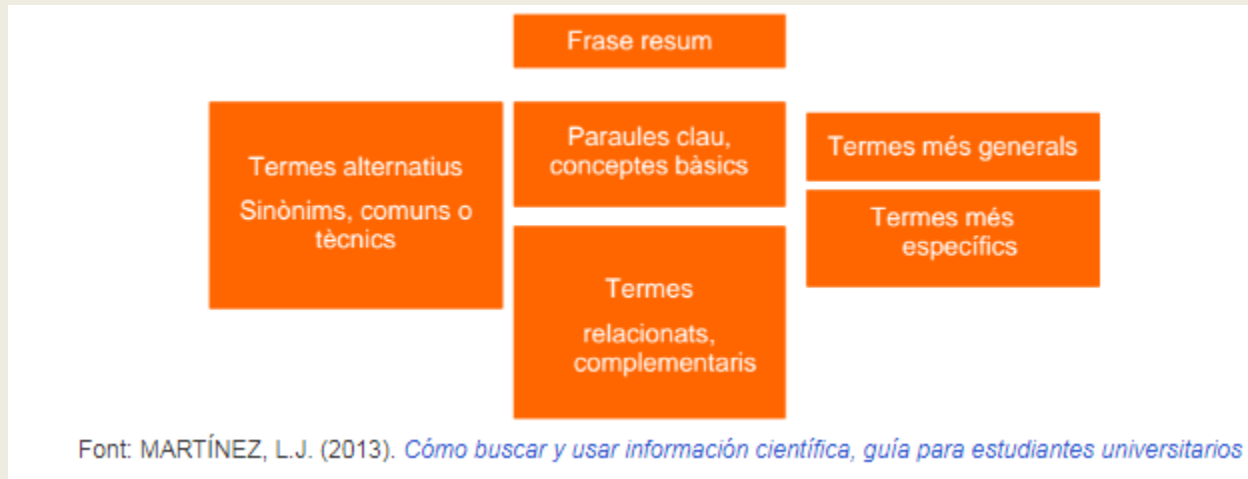 Frase resum
Termes alternatius
Sinònims, comuns o
tècnics
Paraules clau,
conceptes bàsics
Termes
relacionats,
complementaris
Termes més generals
Termes més
específics
Font: MARTÍNEZ, L.J. (2013). Cómo buscar y usar información científica, guía para estudiantes universitarios